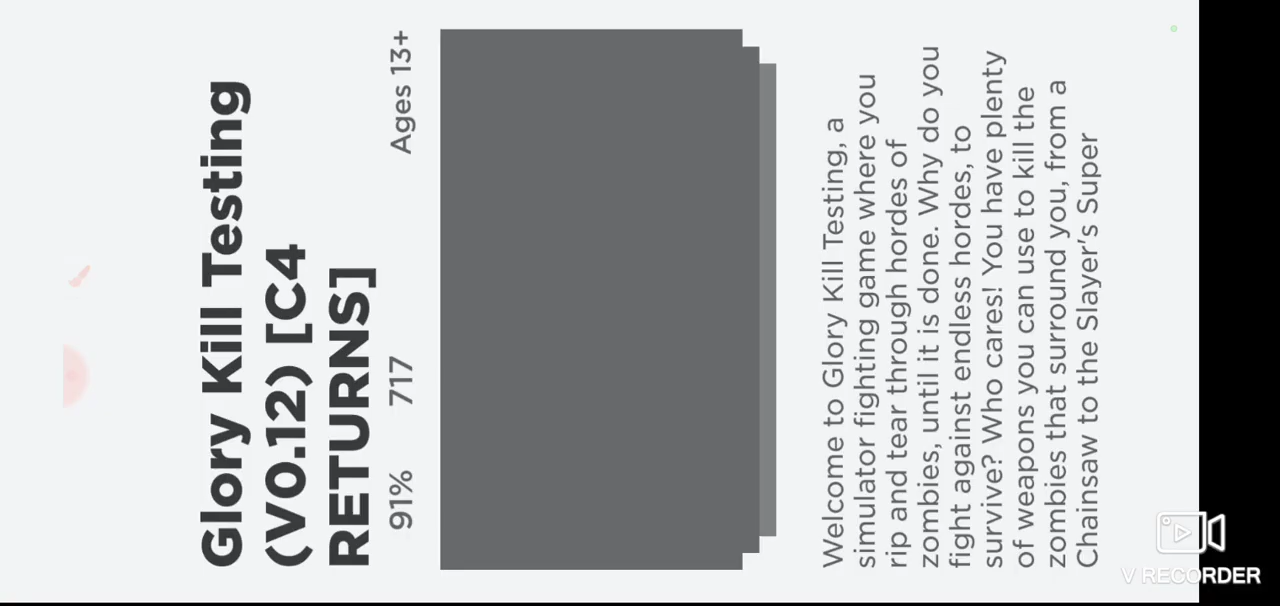 Glory Kill Testing
(V0.12) [C4
RETURNS]
91% 717 Ages 13+
Welcome to Glory Kill Testing, a
simulator fighting game where you
rip and tear through hordes of
zombies, until it is done. Why do you
fight against endless hordes, to
survive? Who cares! You have plenty
of weapons you can use to kill the
zombies that surround you, from a
Chainsaw to the Slayer's Super
V RECORDER